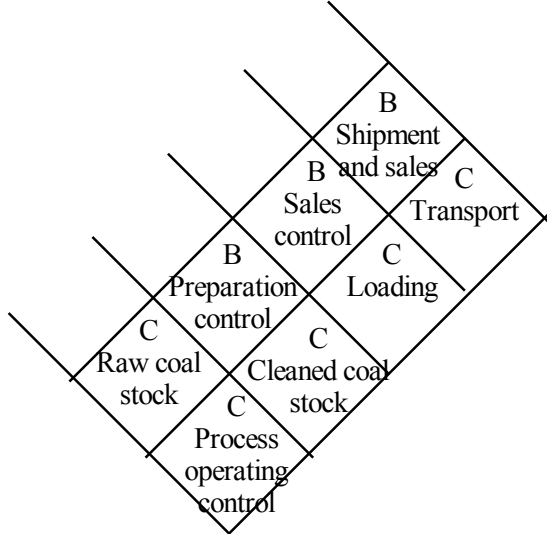 B
Shipment
and sales
C
Transport
B
Sales
control
C
Loading
B
Preparation
control
C
Cleaned coal
stock
C
Raw coal
stock
C
Process
operating
control